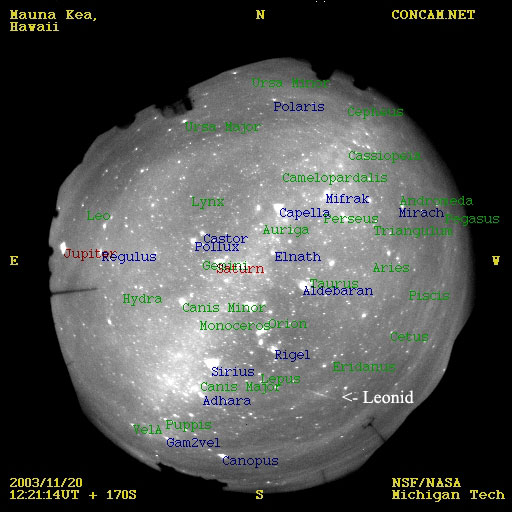 Mauna Kea,
Hawaii
N
CONCAM.NET
Ursa Minor
Polaris
Cepheus
Ursa Major
Cassiopeia
Camelopardalis
Lynx
Mifrak
Andromeda
Leo
Capella
Mirach
Perseus
Pegasus
Auriga
Triangulum
Castor
Pollux
Jupiter
Regulus
Elnath
E
W
Gemini
Saturn
Aries
Taurus
Aldebaran
Hydra
Piscis
Canis Minor
Monoceros
Orion
Cetus
Rigel
Eridanus
Sirius
Lepus
Canis Major
Adhara
<- Leonid
VelA
Puppis
Gam2vel
Canopus
2003/11/20
12:21:14UT + 170S
S
NSF/NASA
Michigan Tech